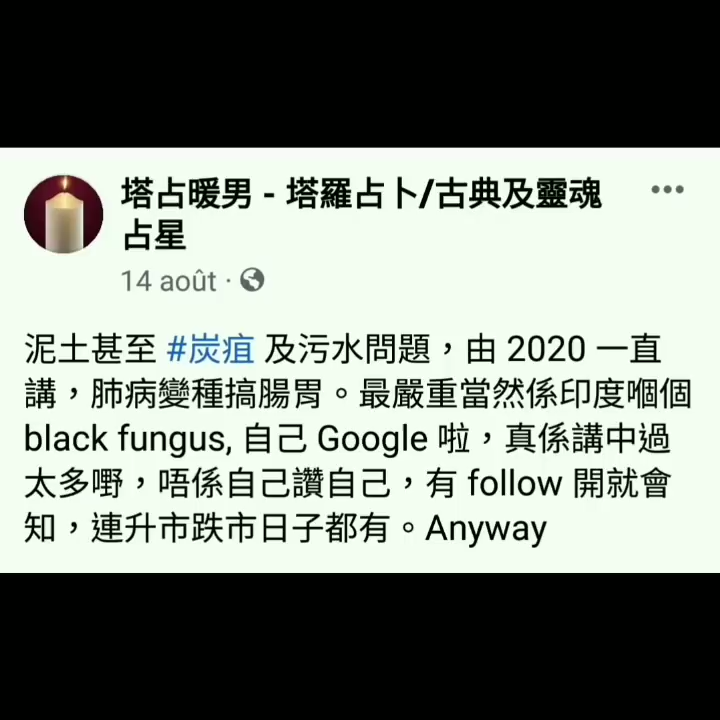 塔占暖男 - 塔羅占卜/古典及靈魂
占星
14 août ·
泥土甚至 #炭疽 及污水問題，由 2020 一直
講，肺病變種搞腸胃。最嚴重當然係印度嗰個
black fungus, 自己 Google 啦，真係講中過
太多嘢，唔係自己讚自己，有 follow 開就會
知，連升市跌市日子都有。Anyway